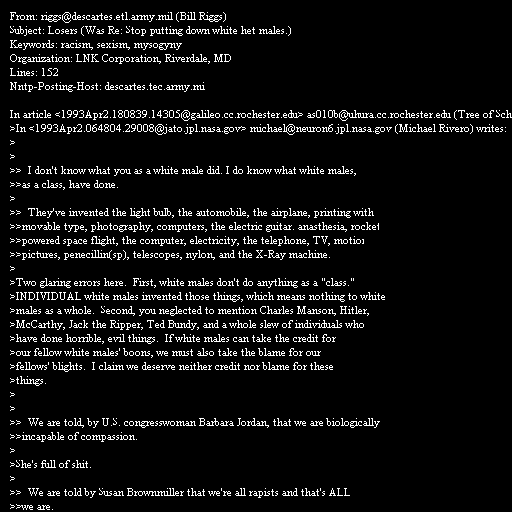 From: riggs@descartes.etl.army.mil (Bill Riggs)
Subject: Losers (Was Re: Stop putting down white het males.)
Keywords: racism, sexism, mysogyny
Organization: LNK Corporation, Riverdale, MD
Lines: 152
Nntp-Posting-Host: descartes.tec.army.mi

In article <1993Apr2.180839.14305@galileo.cc.rochester.edu> as010b@uhura.cc.rochester.edu (Tree of Sch
>In <1993Apr2.064804.29008@jato.jpl.nasa.gov> michael@neuron6.jpl.nasa.gov (Michael Rivero) writes:
>
>
>>  I don't know what you as a white male did. I do know what white males,
>>as a class, have done.
>
>>  They've invented the light bulb, the automobile, the airplane, printing with
>>movable type, photography, computers, the electric guitar. anasthesia, rocket
>>powered space flight, the computer, electricity, the telephone, TV, motion
>>pictures, penecillin(sp), telescopes, nylon, and the X-Ray machine.
>
>Two glaring errors here.  First, white males don't do anything as a "class."
>INDIVIDUAL white males invented those things, which means nothing to white
>males as a whole.  Second, you neglected to mention Charles Manson, Hitler,
>McCarthy, Jack the Ripper, Ted Bundy, and a whole slew of individuals who
>have done horrible, evil things.  If white males can take the credit for
>our fellow white males' boons, we must also take the blame for our
>fellows' blights.  I claim we deserve neither credit nor blame for these
>things.
>
>
>>  We are told, by U.S. congresswoman Barbara Jordan, that we are biologically
>>incapable of compassion.
>
>She's full of shit.
>
>>  We are told by Susan Brownmiller that we're all rapists and that's ALL
>>we are.